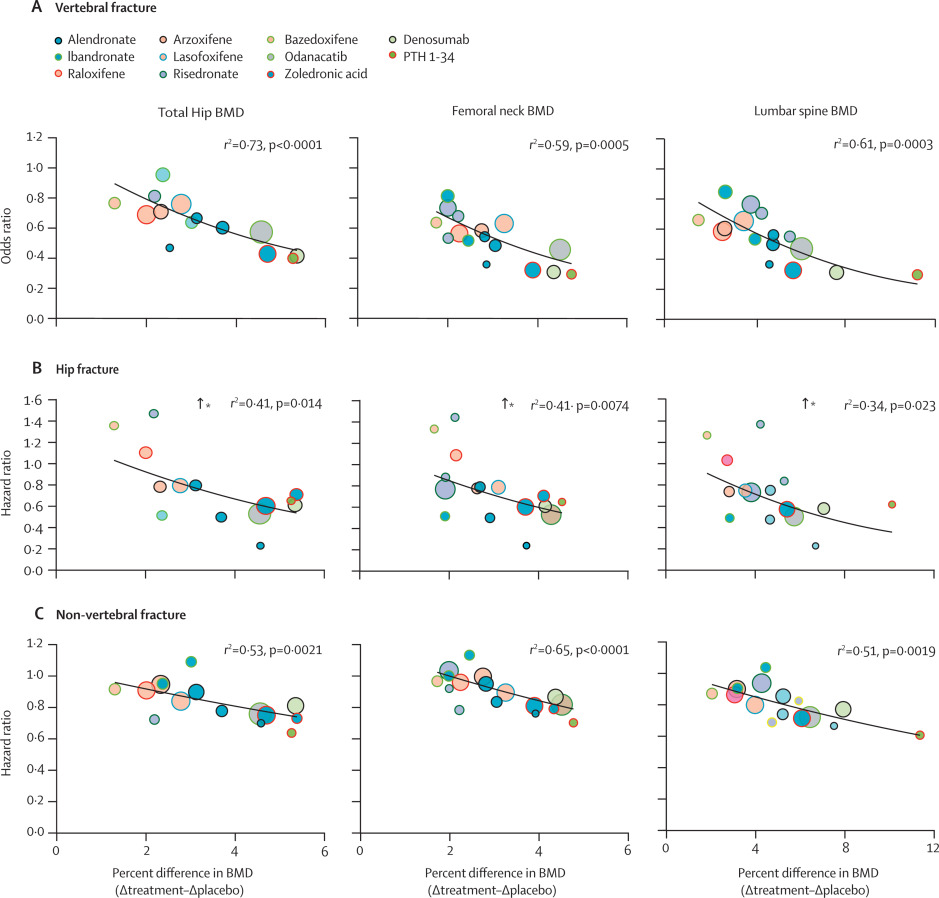 A Vertebral fracture
Alendronate Arzoxifene Bazedoxifene Denosumab
Ibandronate Lasofoxifene Odanacatib PTH 1-34
Raloxifene Risedronate Zoledronic acid
Total Hip BMD Femoral neck BMD Lumbar spine BMD
r²=0·73, p<0·0001 r²=0·59, p=0·0005 r²=0·61, p=0·0003
Odds ratio
1·2
1·0
0·8
0·6
0·4
0·2
0·0
B Hip fracture
↑* r²=0·41, p=0·014 ↑* r²=0·41· p=0·0074 ↑* r²=0·34, p=0·023
Hazard ratio
1·6
1·4
1·2
1·0
0·8
0·6
0·4
0·2
0·0
C Non-vertebral fracture
r²=0·53, p=0·0021 r²=0·65, p<0·0001 r²=0·51, p=0·0019
Hazard ratio
1·2
1·0
0·8
0·6
0·4
0·2
0·0
0 2 4 6 0 2 4 6 0 4 8 12
Percent difference in BMD Percent difference in BMD Percent difference in BMD
(Δtreatment–Δplacebo) (Δtreatment–Δplacebo) (Δtreatment–Δplacebo)